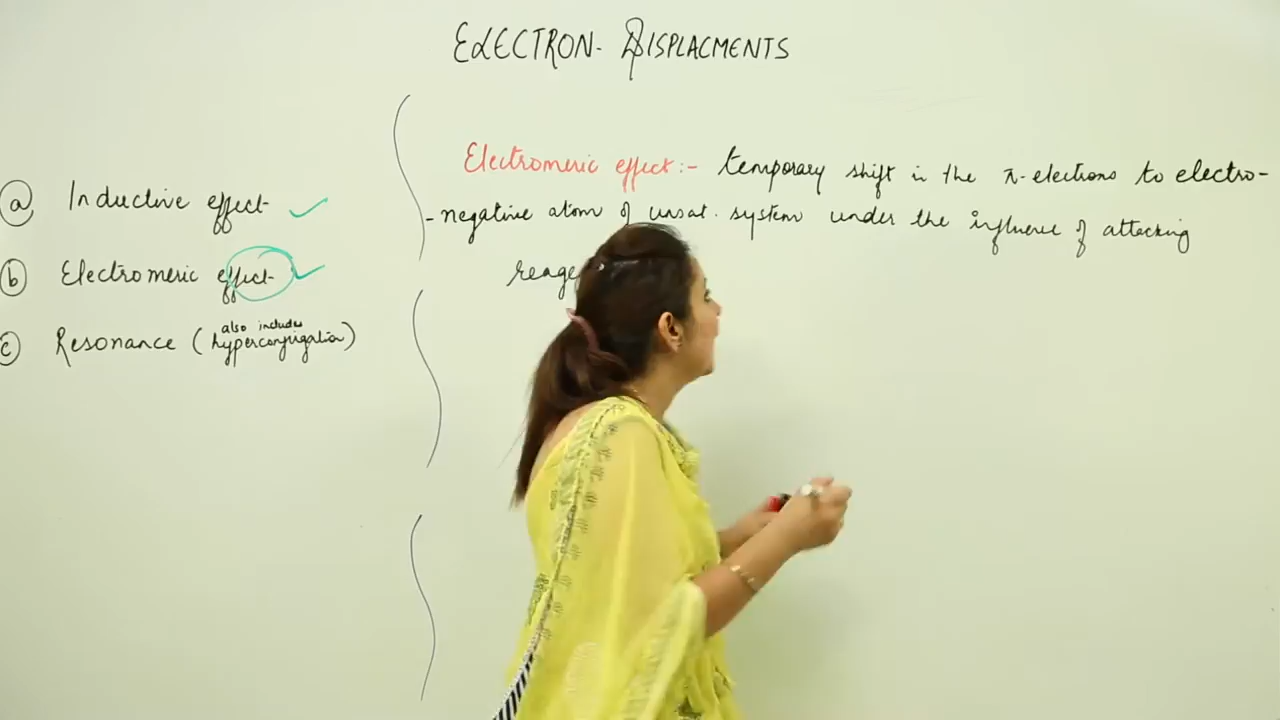 ELECTRON- DISPLACMENTS
Electromeric effect:- temporary shift in the π-electrons to electro-
-negative atom of unsat. system under the influence of attacking
a Inductive effect
b Electromeric effect
c Resonance (also includes hyperconjugation)